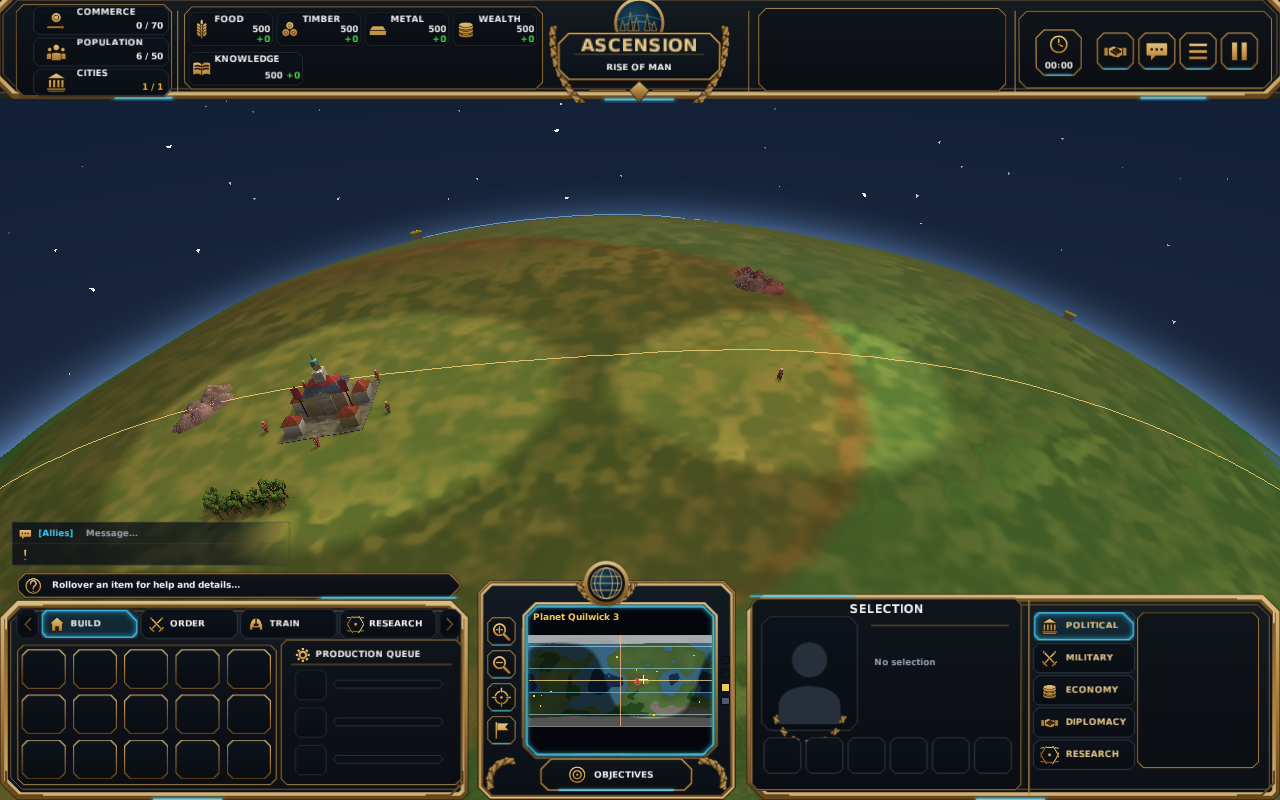 COMMERCE
0 / 70
POPULATION
6 / 50
CITIES
1 / 1
FOOD
500
+0
TIMBER
500
+0
METAL
500
+0
WEALTH
500
+0
KNOWLEDGE
500 +0
ASCENSION
RISE OF MAN
00:00
[Allies] Message...
!
Rollover an item for help and details...
BUILD
ORDER
TRAIN
RESEARCH
PRODUCTION QUEUE
Planet Quilwick 3
OBJECTIVES
SELECTION
No selection
POLITICAL
MILITARY
ECONOMY
DIPLOMACY
RESEARCH